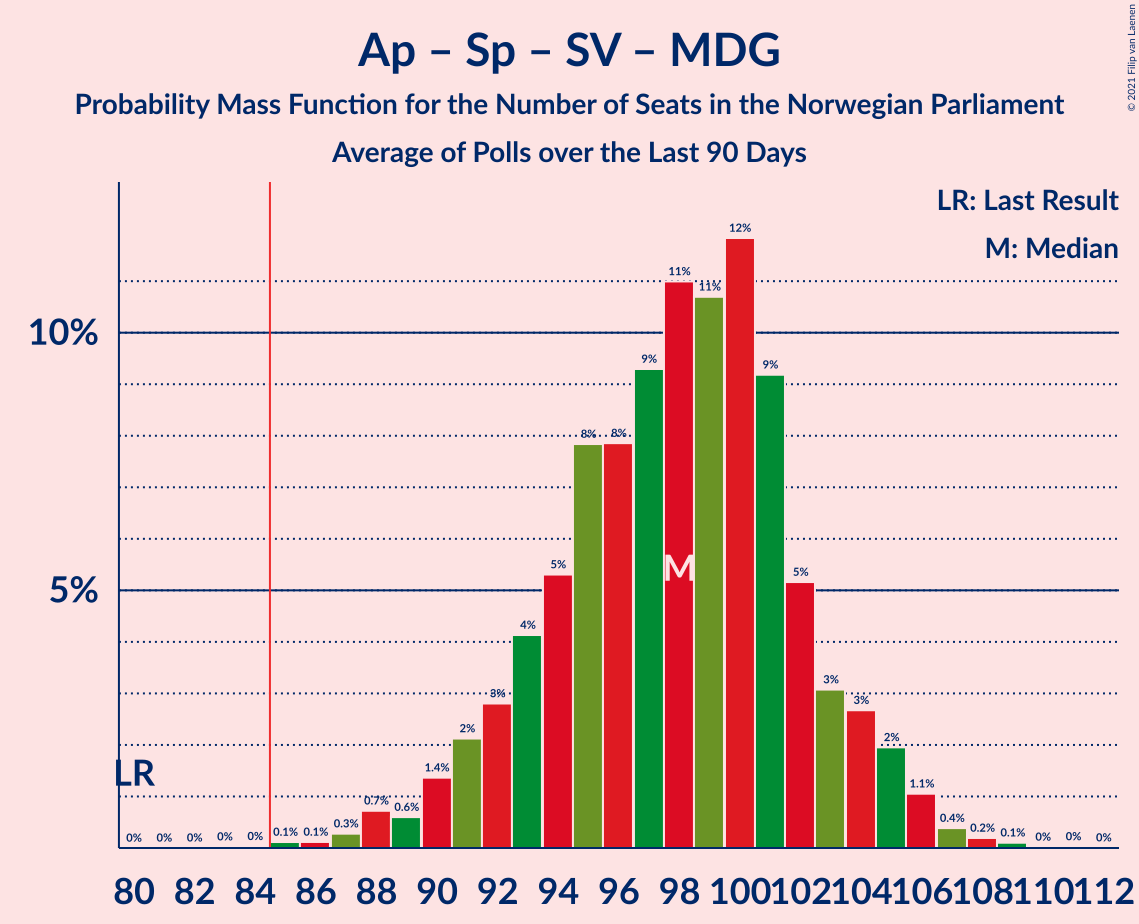 Ap – Sp – SV – MDG
Probability Mass Function for the Number of Seats in the Norwegian Parliament
Average of Polls over the Last 90 Days
© 2021 Filip van Laenen
LR: Last Result
M: Median
10%
5%
LR
M
0% 0% 0% 0% 0% 0.1% 0.1% 0.3% 0.7% 0.6% 1.4% 2% 3% 4% 5% 8% 8% 9% 11% 11% 12% 9% 5% 3% 3% 2% 1.1% 0.4% 0.2% 0.1% 0% 0% 0%
80 82 84 86 88 90 92 94 96 98 100 102 104 106 108 110 112